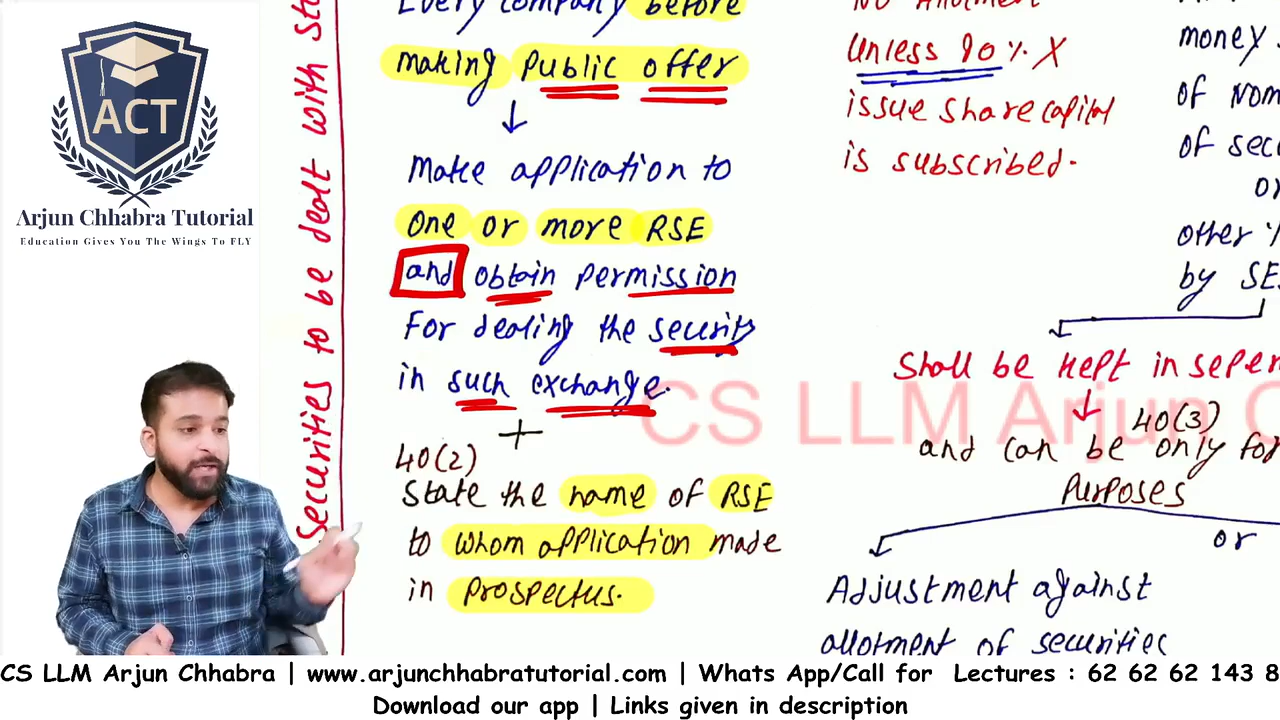 ACT
Arjun Chhabra Tutorial
Education Gives You The Wings To FLY
Securities to be dealt with
Every company before
making Public offer
Make application to
one or more RSE
and obtain permission
For dealing the security
in such exchange.
40(2)
State the name of RSE
to whom application made
in Prospectus.
unless 90% X
issue share capital
is subscribed.
money
of
of
or
other %
by
Shall be kept in
40(3)
and can be only for
Purposes
or
Adjustment against
allotment of securities
CS LLM Arjun
CS LLM Arjun Chhabra | www.arjunchhabratutorial.com | Whats App/Call for Lectures : 62 62 62 143 8
Download our app | Links given in description